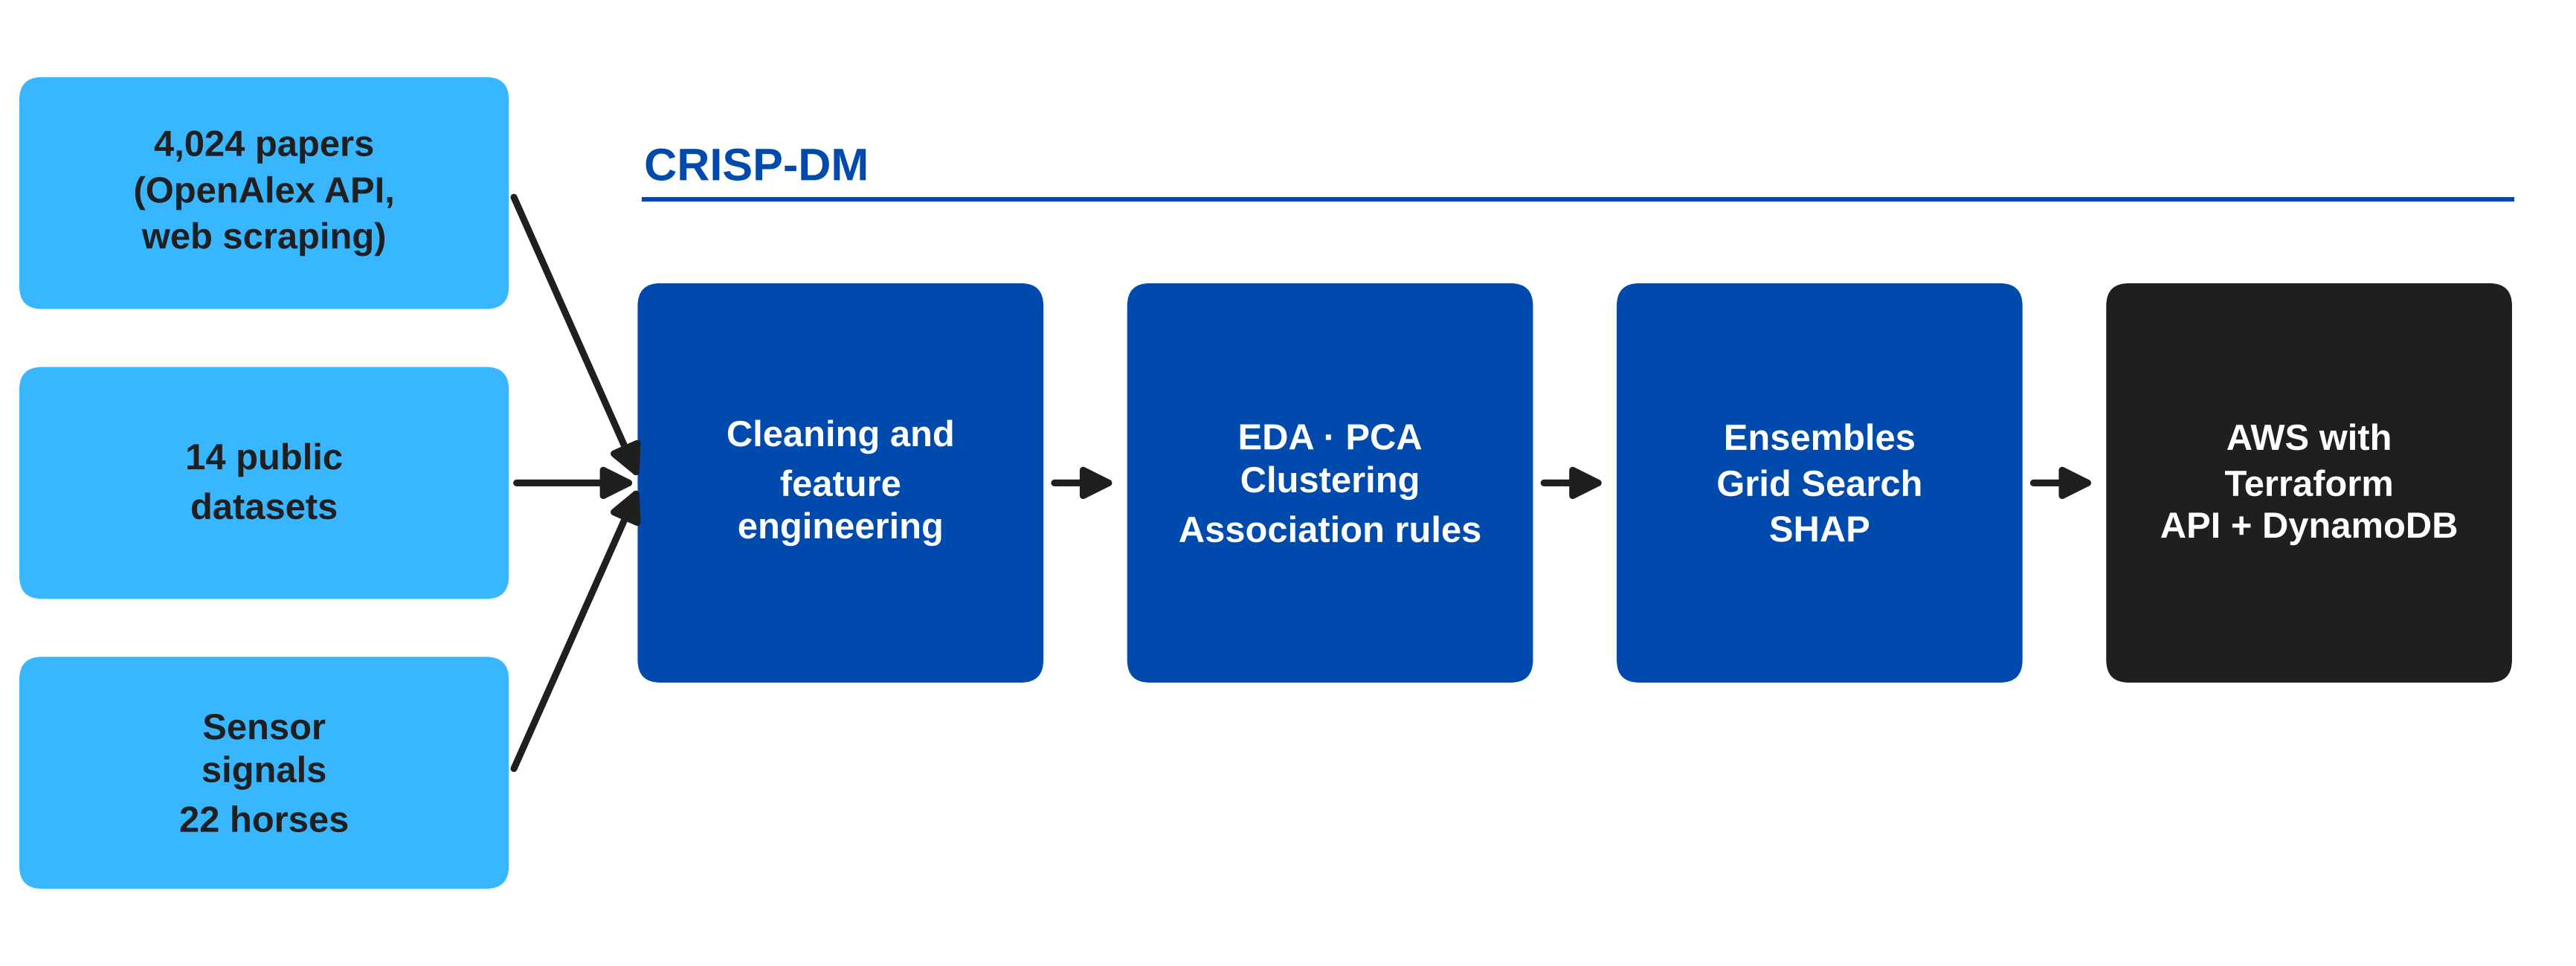 4,024 papers
(OpenAlex API,
web scraping)
14 public
datasets
Sensor
signals
22 horses
CRISP-DM
Cleaning and
feature
engineering
EDA · PCA
Clustering
Association rules
Ensembles
Grid Search
SHAP
AWS with
Terraform
API + DynamoDB